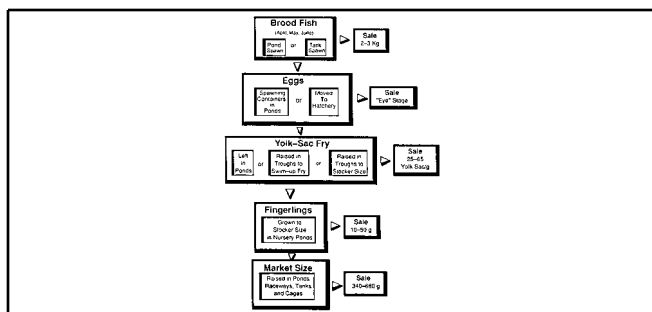 Brood Fish
(April, May, June)
Pond Spawn or Tank Spawn
Sale
2–3 Kg
Eggs
Spawning Containers in Ponds or Moved To Hatchery
Sale
"Eye" Stage
Yolk–Sac Fry
Left in Ponds or Raised in Troughs to Swim–up Fry or Raised in Troughs to Stocker Size
Sale
25–45
Yolk Sac/g
Fingerlings
Grown to
Stocker Size
in Nursery Ponds
Sale
10–50 g
Market Size
Raised in Ponds,
Raceways, Tanks,
and Cages
Sale
340–680 g